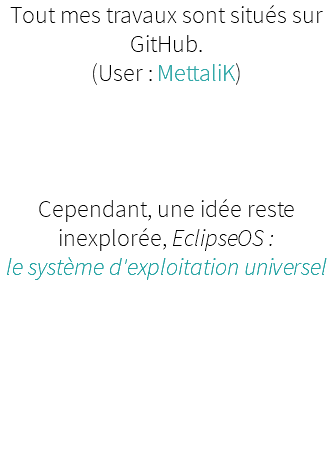 Tout mes travaux sont situés sur
GitHub.
(User : MettaliK)
Cependant, une idée reste
inexplorée, EclipseOS :
le système d'exploitation universel